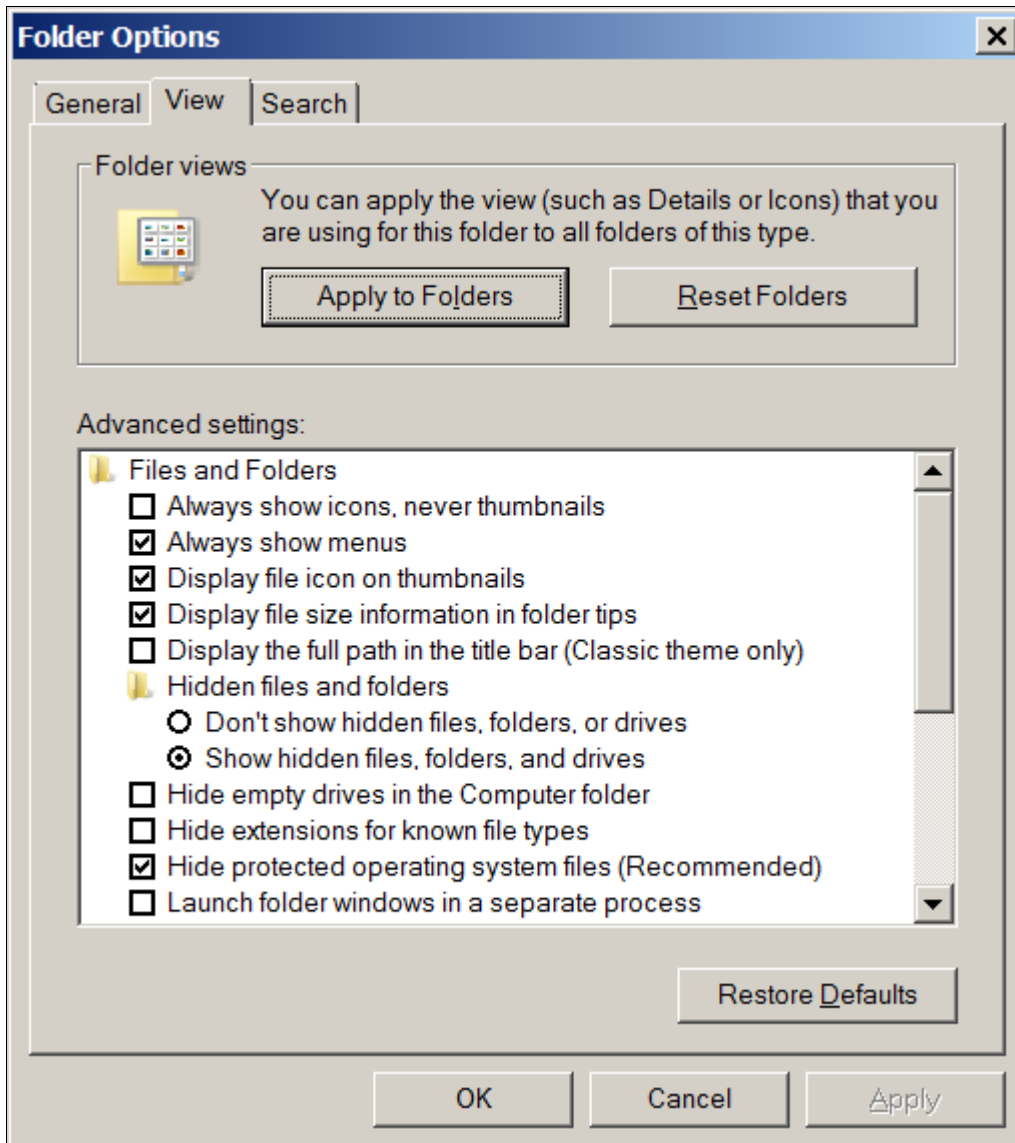 Folder Options
General View Search
Folder views
You can apply the view (such as Details or Icons) that you
are using for this folder to all folders of this type.
Apply to Folders Reset Folders
Advanced settings:
Files and Folders
Always show icons, never thumbnails
Always show menus
Display file icon on thumbnails
Display file size information in folder tips
Display the full path in the title bar (Classic theme only)
Hidden files and folders
Don't show hidden files, folders, or drives
Show hidden files, folders, and drives
Hide empty drives in the Computer folder
Hide extensions for known file types
Hide protected operating system files (Recommended)
Launch folder windows in a separate process
Restore Defaults
OK Cancel Apply